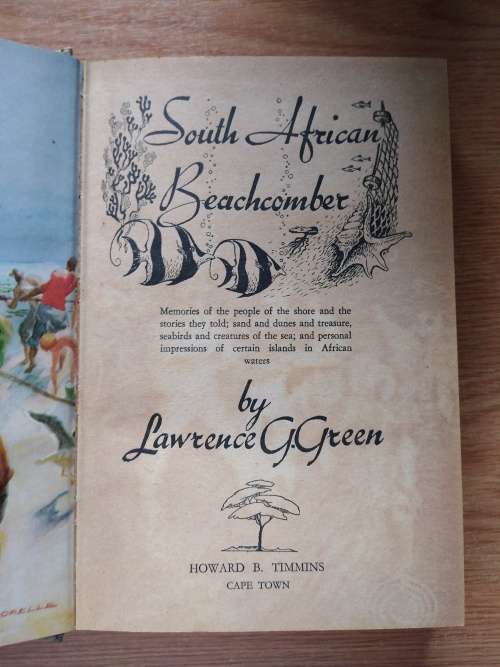 South African
Beachcomber
Memories of the people of the shore and the
stories they told; sand and dunes and treasure,
seabirds and creatures of the sea; and personal
impressions of certain islands in African
waters
by
Lawrence G. Green
HOWARD B. TIMMINS
CAPE TOWN